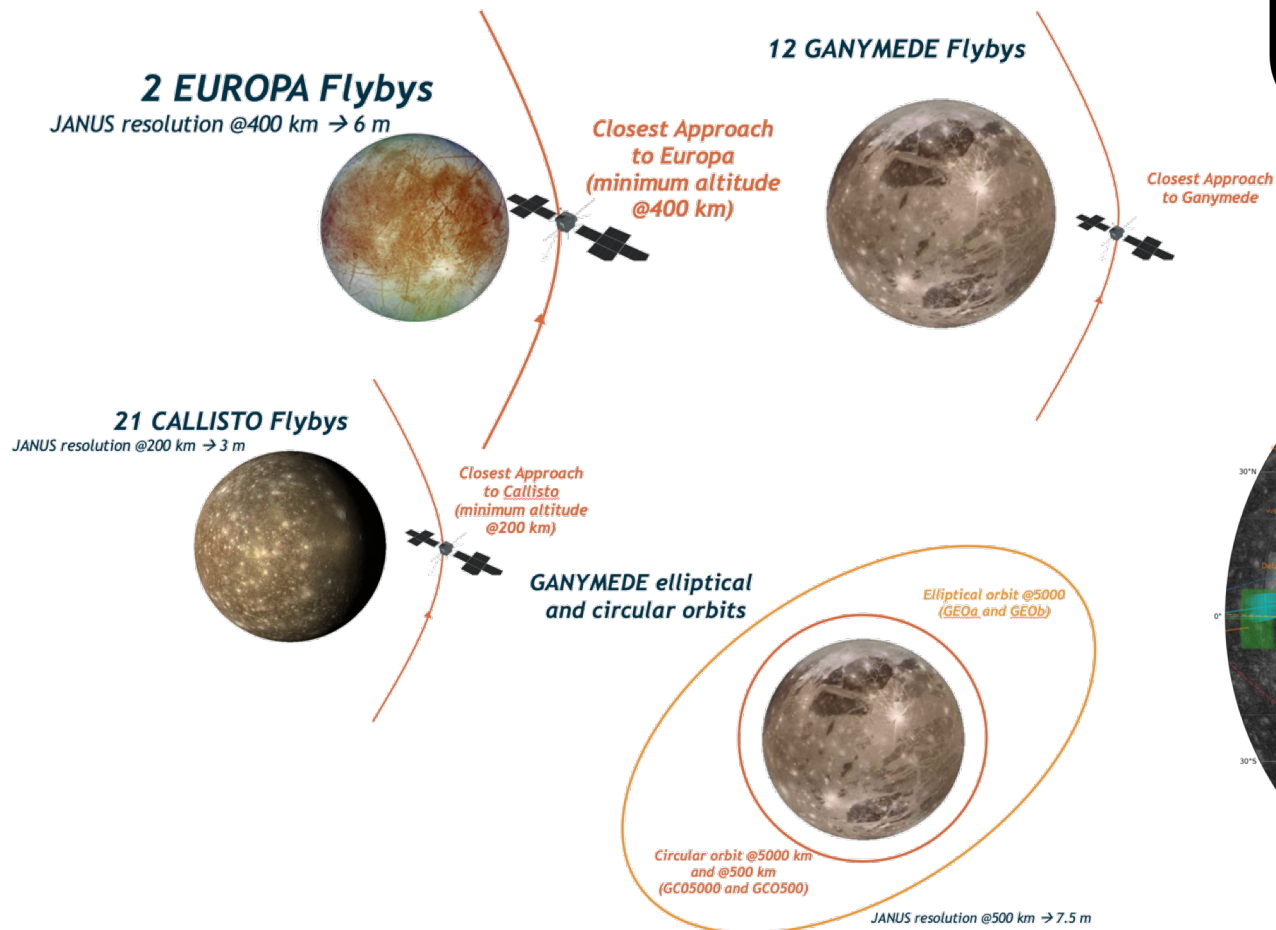 2 EUROPA Flybys
JANUS resolution @400 km → 6 m
Closest Approach
to Europa
(minimum altitude
@400 km)
12 GANYMEDE Flybys
Closest Approach
to Ganymede
21 CALLISTO Flybys
JANUS resolution @200 km → 3 m
Closest Approach
to Callisto
(minimum altitude
@200 km)
GANYMEDE elliptical
and circular orbits
Elliptical orbit @5000
(GEOa and GEOb)
Circular orbit @5000 km
and @500 km
(GCO5000 and GCO500)
JANUS resolution @500 km → 7.5 m
30°N
0°
30°S